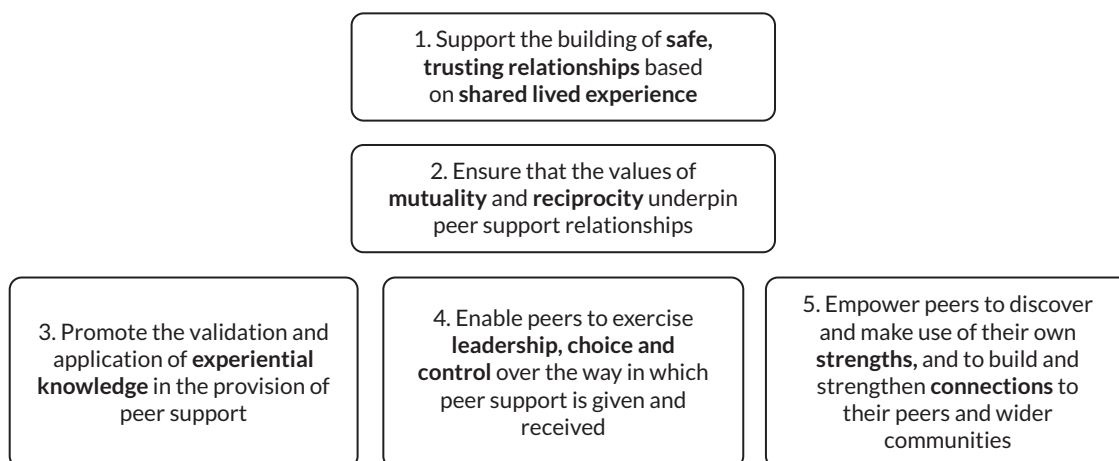 1. Support the building of safe,
trusting relationships based
on shared lived experience
2. Ensure that the values of
mutuality and reciprocity underpin
peer support relationships
3. Promote the validation and
application of experiential
knowledge in the provision of
peer support
4. Enable peers to exercise
leadership, choice and
control over the way in which
peer support is given and
received
5. Empower peers to discover
and make use of their own
strengths, and to build and
strengthen connections to
their peers and wider
communities